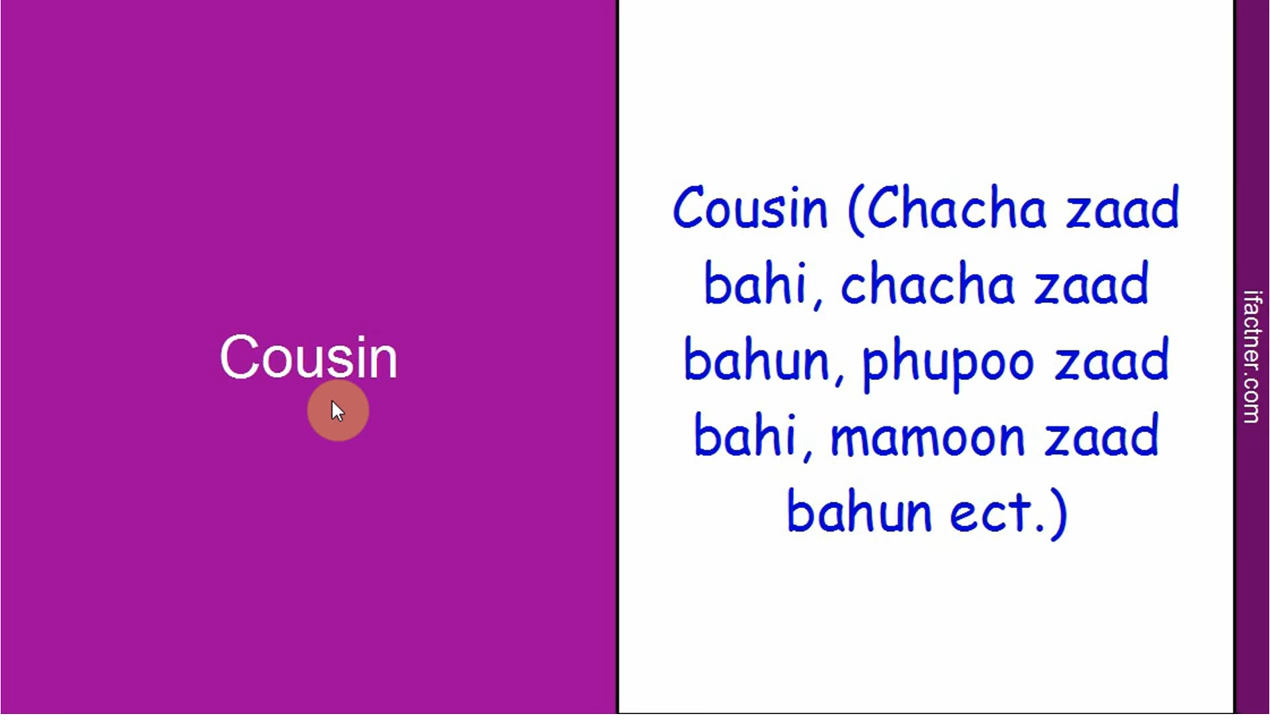 Cousin
Cousin (Chacha zaad
bahi, chacha zaad
bahun, phupoo zaad
bahi, mamoon zaad
bahun ect.)
ifactner.com